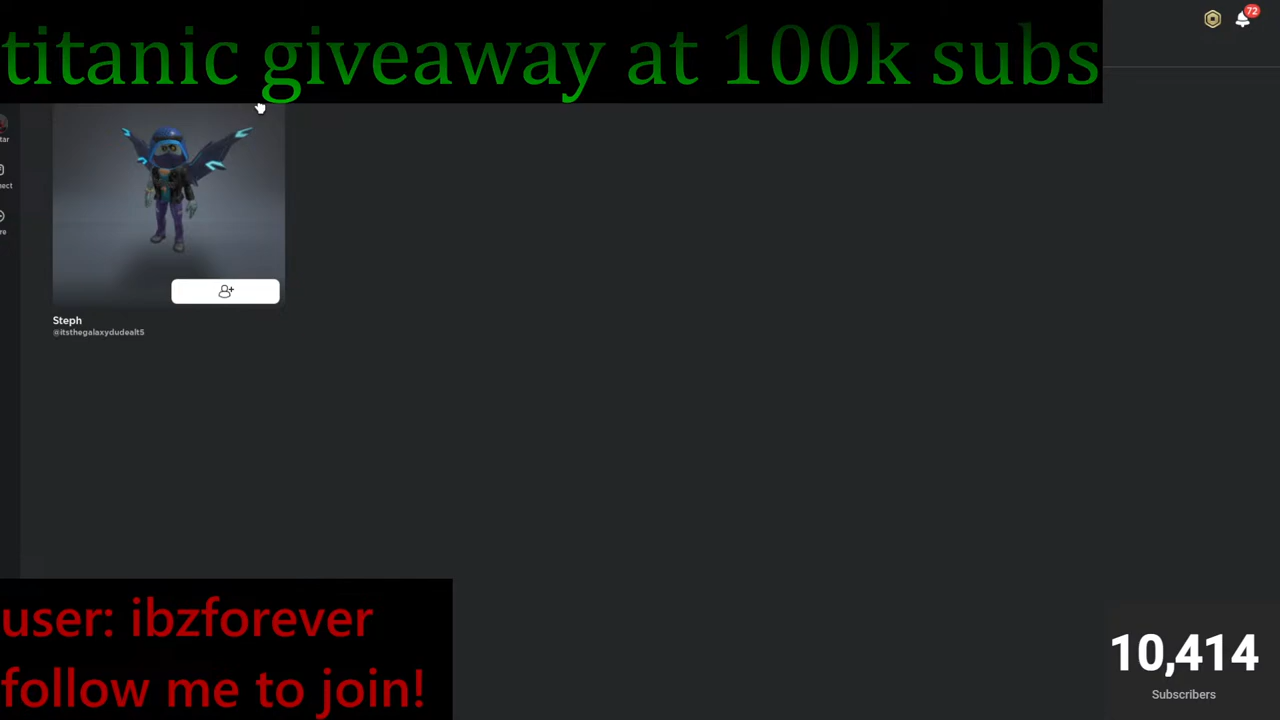 titanic giveaway at 100k subs
72
Steph
@itsthegalaxydudealt5
user: ibzforever
follow me to join!
10,414
Subscribers